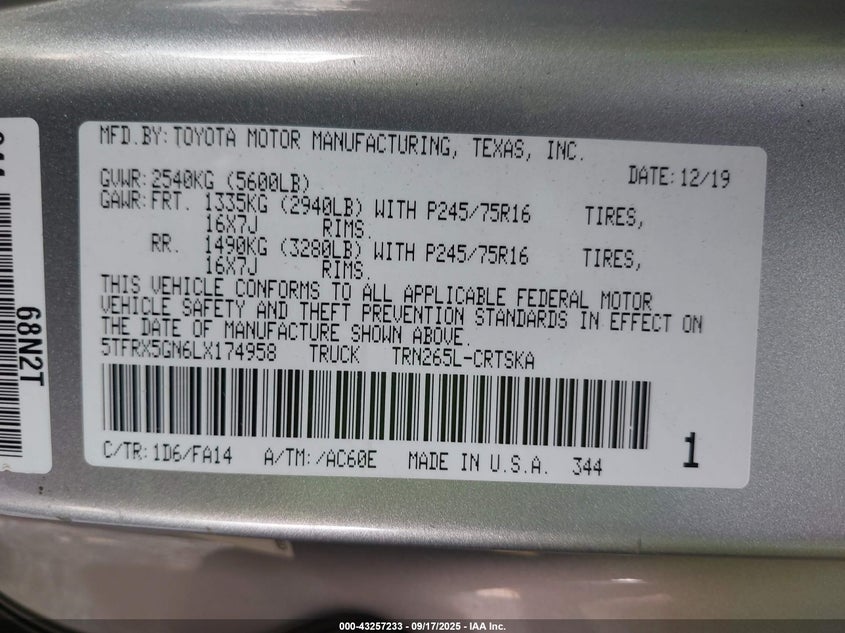 MFD.BY:TOYOTA MOTOR MANUFACTURING, TEXAS, INC.
DATE:12/19
GVWR:2540KG (5600LB)
GAWR:FRT. 1335KG (2940LB) WITH P245/75R16 TIRES,
16X7J RIMS.
RR. 1490KG (3280LB) WITH P245/75R16 TIRES,
16X7J RIMS.
THIS VEHICLE CONFORMS TO ALL APPLICABLE FEDERAL MOTOR
VEHICLE SAFETY AND THEFT PREVENTION STANDARDS IN EFFECT ON
THE DATE OF MANUFACTURE SHOWN ABOVE.
5TFRX5GN6LX174958 TRUCK TRN265L-CRTSKA
C/TR:1D6/FA14 A/TM:/AC60E MADE IN U.S.A. 344
1
68N2T
000-43257233 - 09/17/2025 - IAA Inc.